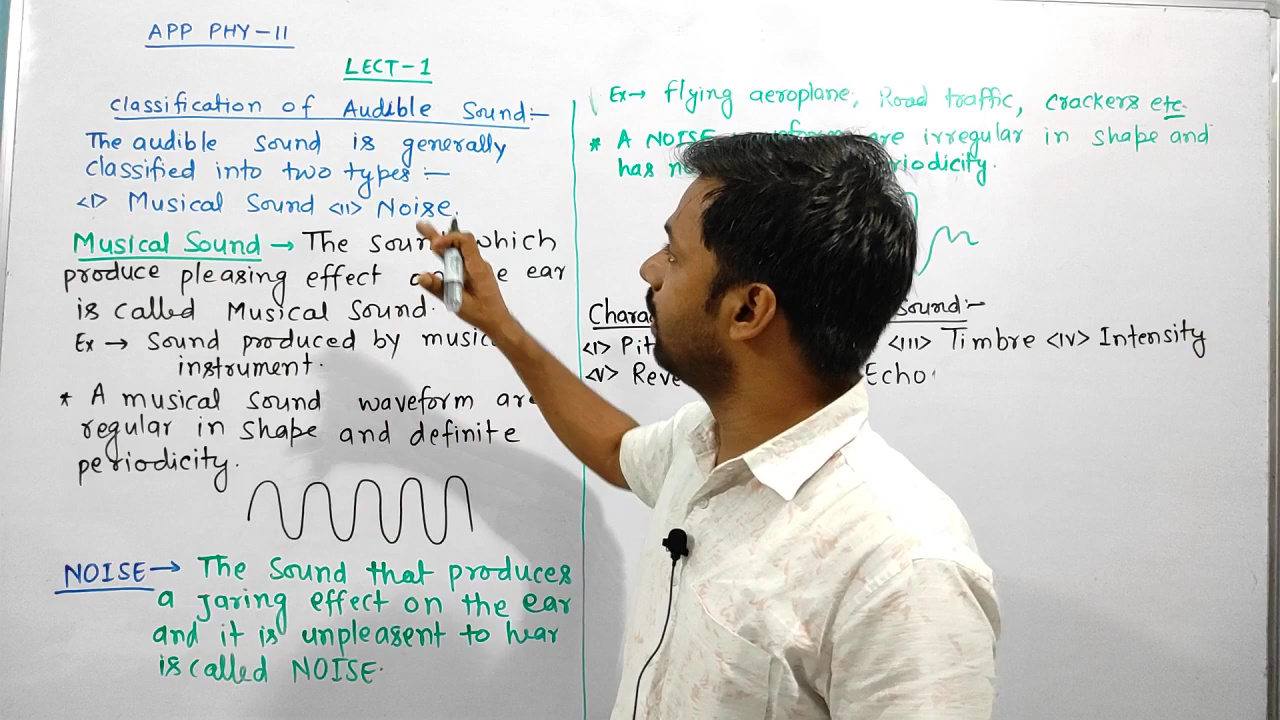 APP PHY-II
LECT-1
Classification of Audible Sound:-
The audible sound is generally
classified into two types:-
<I> Musical Sound <II> Noise.
Musical Sound → The sound which
produce pleasing effect on the ear
is called Musical Sound.
Ex → Sound produced by music
instrument.
* A musical sound waveform are
regular in shape and definite
periodicity.
NOISE → The Sound that produces
a Jaring effect on the ear
and it is unpleasent to hear
is called NOISE.
Ex → flying aeroplane, Road traffic, crackers etc.
* A NOISE are irregular in shape and
has periodicity.
Sound:-
<I> <III> Timbre <IV> Intensity
<V> Echo